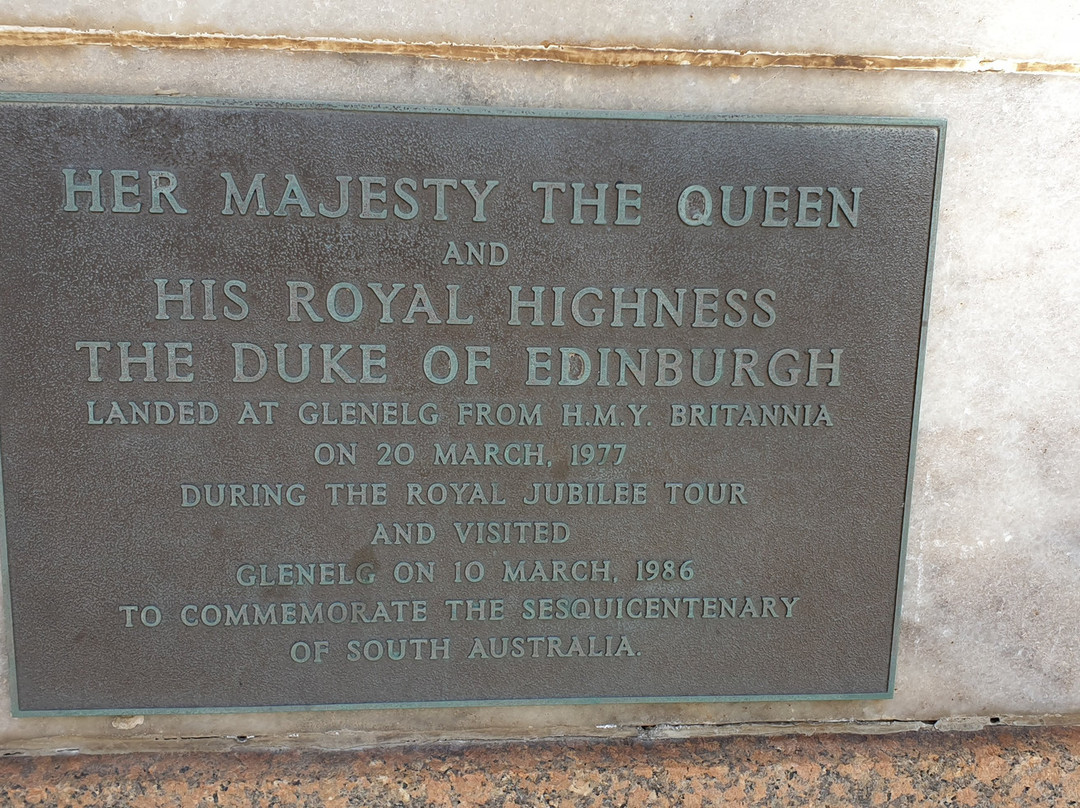 HER MAJESTY THE QUEEN
AND
HIS ROYAL HIGHNESS
THE DUKE OF EDINBURGH
LANDED AT GLENELG FROM H.M.Y. BRITANNIA
ON 20 MARCH, 1977
DURING THE ROYAL JUBILEE TOUR
AND VISITED
GLENELG ON 10 MARCH, 1986
TO COMMEMORATE THE SESQUICENTENARY
OF SOUTH AUSTRALIA.